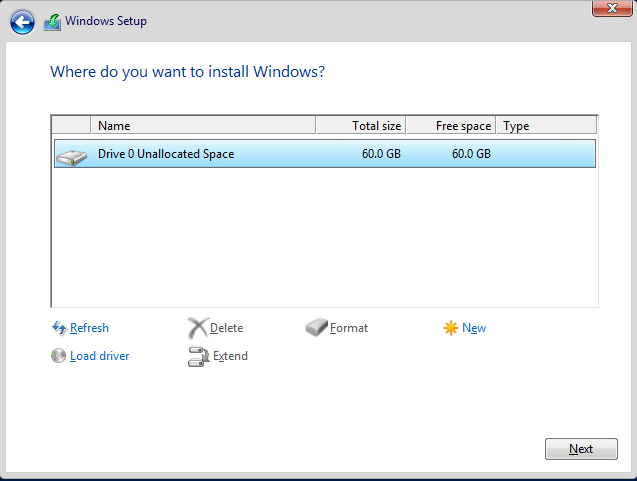 Windows Setup
Where do you want to install Windows?
Name Total size Free space Type
Drive 0 Unallocated Space 60.0 GB 60.0 GB
Refresh Delete Format New
Load driver Extend
Next